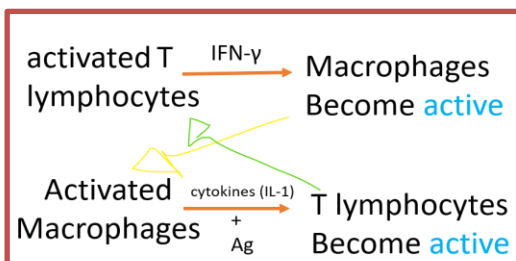 activated T
lymphocytes
IFN-γ
Macrophages
Become active
Activated
Macrophages
cytokines (IL-1)
+
Ag
T lymphocytes
Become active